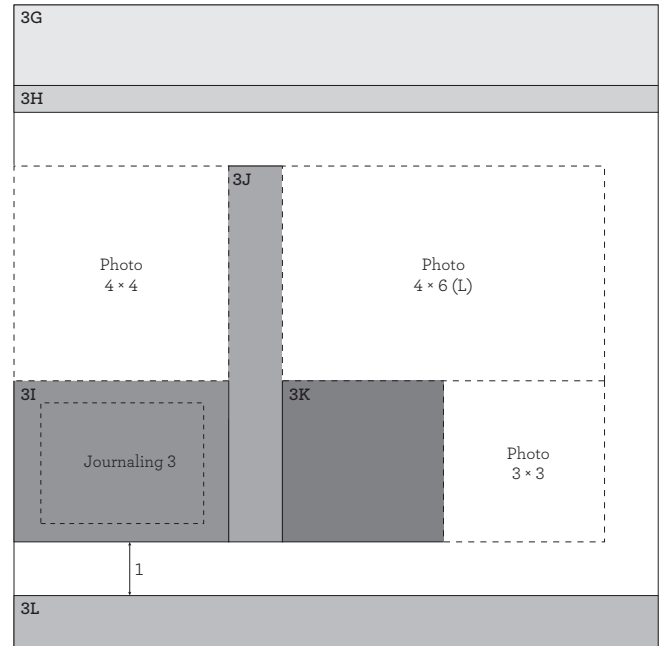 3G
3H
3J
Photo
4 × 4
Photo
4 × 6 (L)
3I
Journaling 3
3K
Photo
3 × 3
1
3L